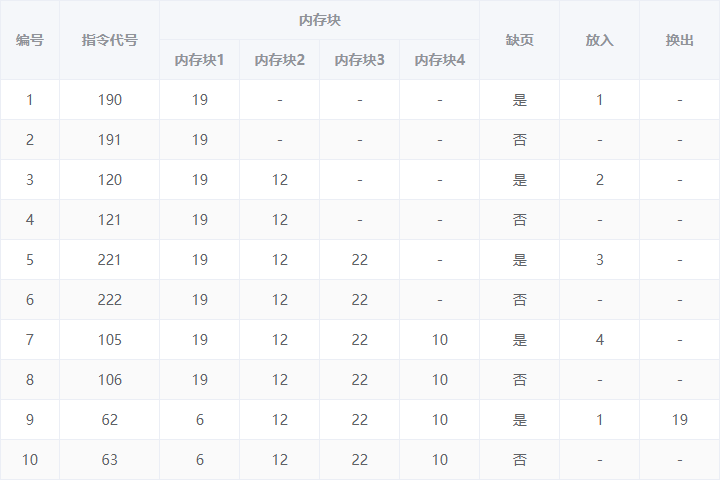 编号 指令代号 内存块 缺页 放入 换出
内存块1 内存块2 内存块3 内存块4
1 190 19 - - - 是 1 -
2 191 19 - - - 否 - -
3 120 19 12 - - 是 2 -
4 121 19 12 - - 否 - -
5 221 19 12 22 - 是 3 -
6 222 19 12 22 - 否 - -
7 105 19 12 22 10 是 4 -
8 106 19 12 22 10 否 - -
9 62 6 12 22 10 是 1 19
10 63 6 12 22 10 否 - -